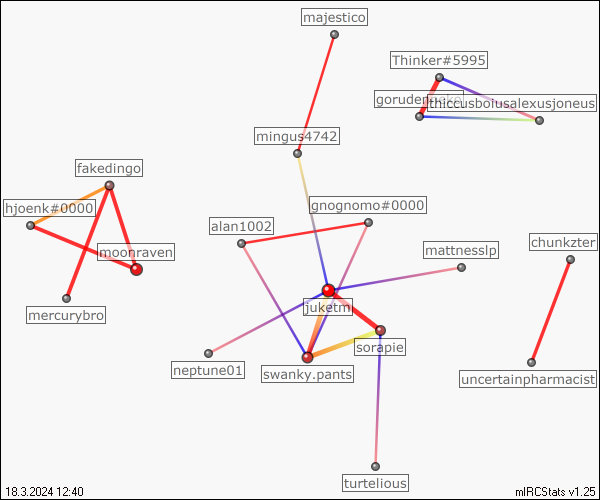 majestico
Thinker#5995
thiccusboiusalexusjoneus
mingus4742
fakedingo
hjoenk#0000
gnognomo#0000
alan1002
moonraven
mattnesslp
chunkzter
juketm
mercurybro
sorapie
neptune01
swanky.pants
uncertainpharmacist
turtelious
18.3.2024 12:40
mIRCStats v1.25